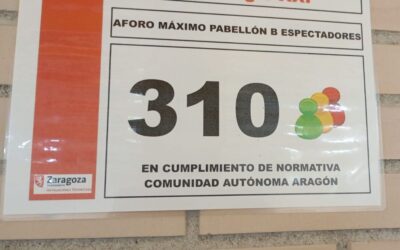 AFORO MÁXIMO PABELLÓN B ESPECTADORES
310
EN CUMPLIMIENTO DE NORMATIVA
COMUNIDAD AUTÓNOMA ARAGÓN
Zaragoza